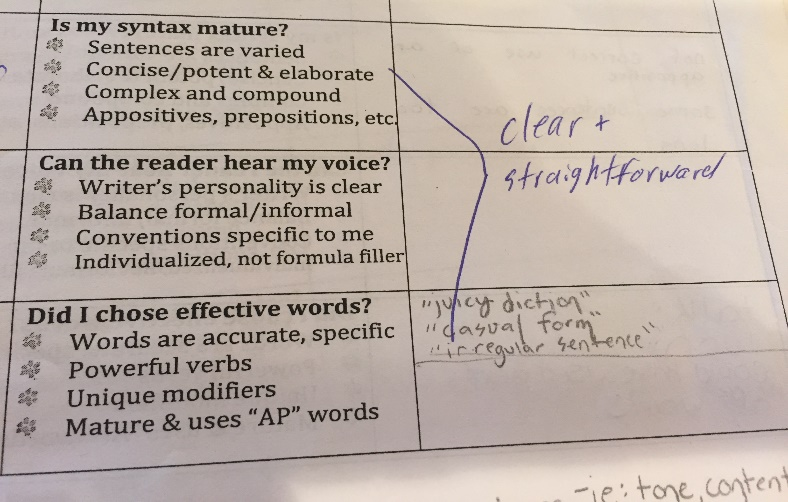 Is my syntax mature?
Sentences are varied
Concise/potent & elaborate
Complex and compound
Appositives, prepositions, etc.
clear +
straightforward
Can the reader hear my voice?
Writer's personality is clear
Balance formal/informal
Conventions specific to me
Individualized, not formula filler
Did I chose effective words?
Words are accurate, specific
Powerful verbs
Unique modifiers
Mature & uses "AP" words
"juicy diction"
"casual form"
"irregular sentence"
-ie: tone, content